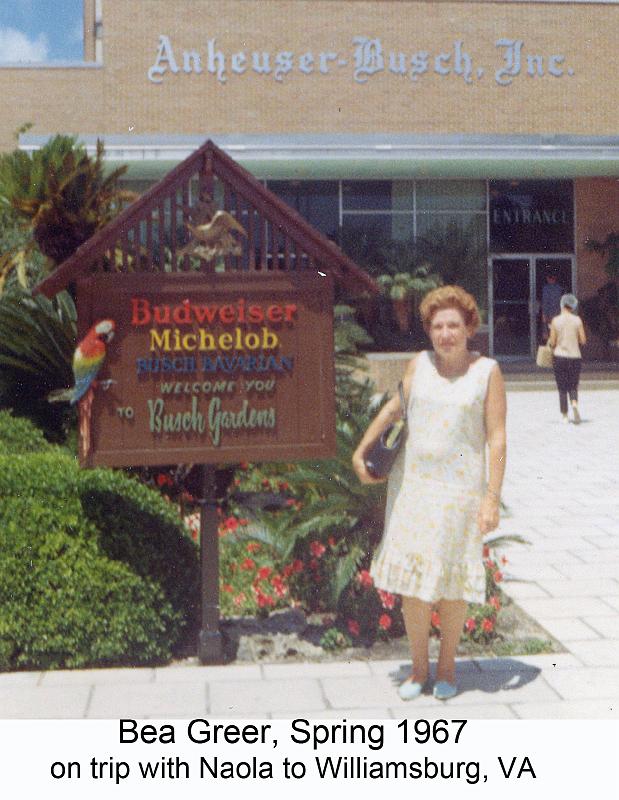 Anheuser-Busch, Inc.
ENTRANCE
Budweiser
Michelob
BUSCH BAVARIAN
WELCOME YOU
TO Busch Gardens
Bea Greer, Spring 1967
on trip with Naola to Williamsburg, VA